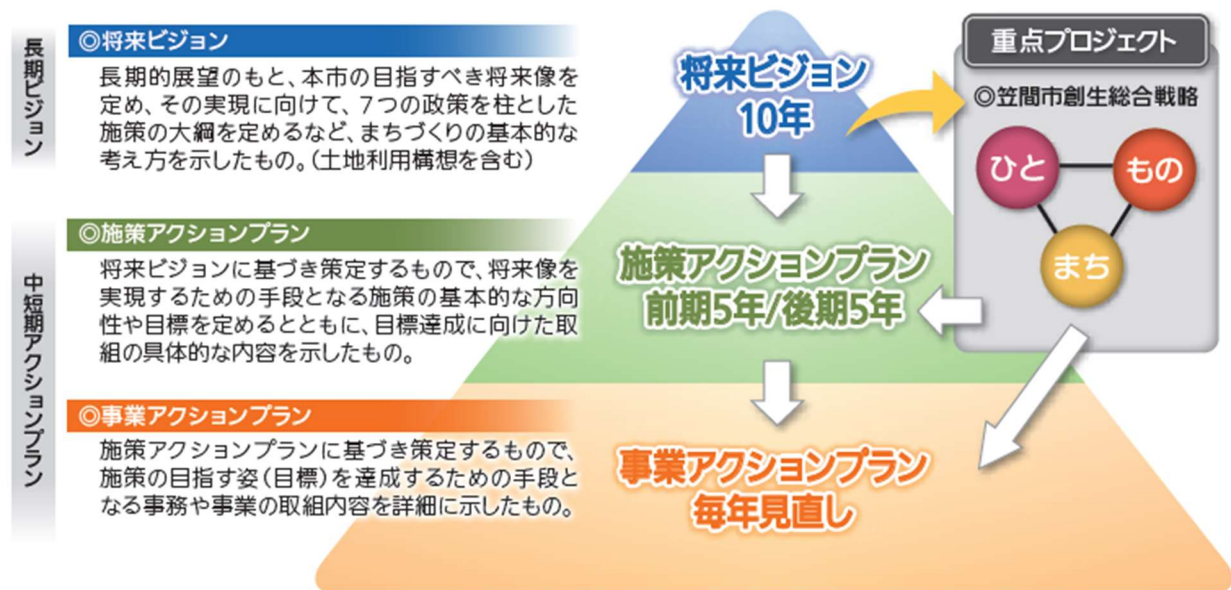 長期ビジョン
◎将来ビジョン
長期的展望のもと、本市の目指すべき将来像を
定め、その実現に向けて、7つの政策を柱とした
施策の大綱を定めるなど、まちづくりの基本的な
考え方を示したもの。(土地利用構想を含む)
中短期アクションプラン
◎施策アクションプラン
将来ビジョンに基づき策定するもので、将来像を
実現するための手段となる施策の基本的な方向
性や目標を定めるとともに、目標達成に向けた取
組の具体的な内容を示したもの。
◎事業アクションプラン
施策アクションプランに基づき策定するもので、
施策の目指す姿(目標)を達成するための手段と
なる事務や事業の取組内容を詳細に示したもの。
将来ビジョン
10年
施策アクションプラン
前期5年/後期5年
事業アクションプラン
毎年見直し
重点プロジェクト
◎笠間市創生総合戦略
ひと
もの
まち